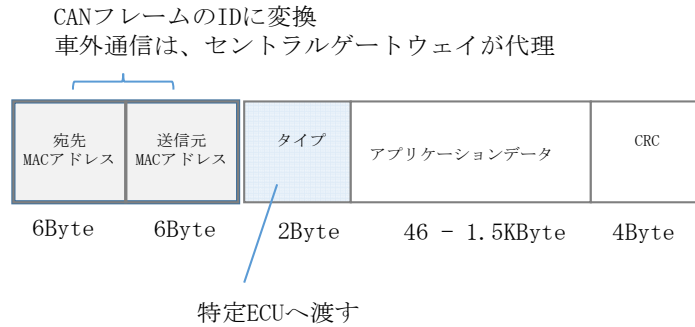 CANフレームのIDに変換
車外通信は、セントラルゲートウェイが代理
宛先
MACアドレス
送信元
MACアドレス
タイプ
アプリケーションデータ
CRC
6Byte
6Byte
2Byte
46 - 1.5KByte
4Byte
特定ECUへ渡す